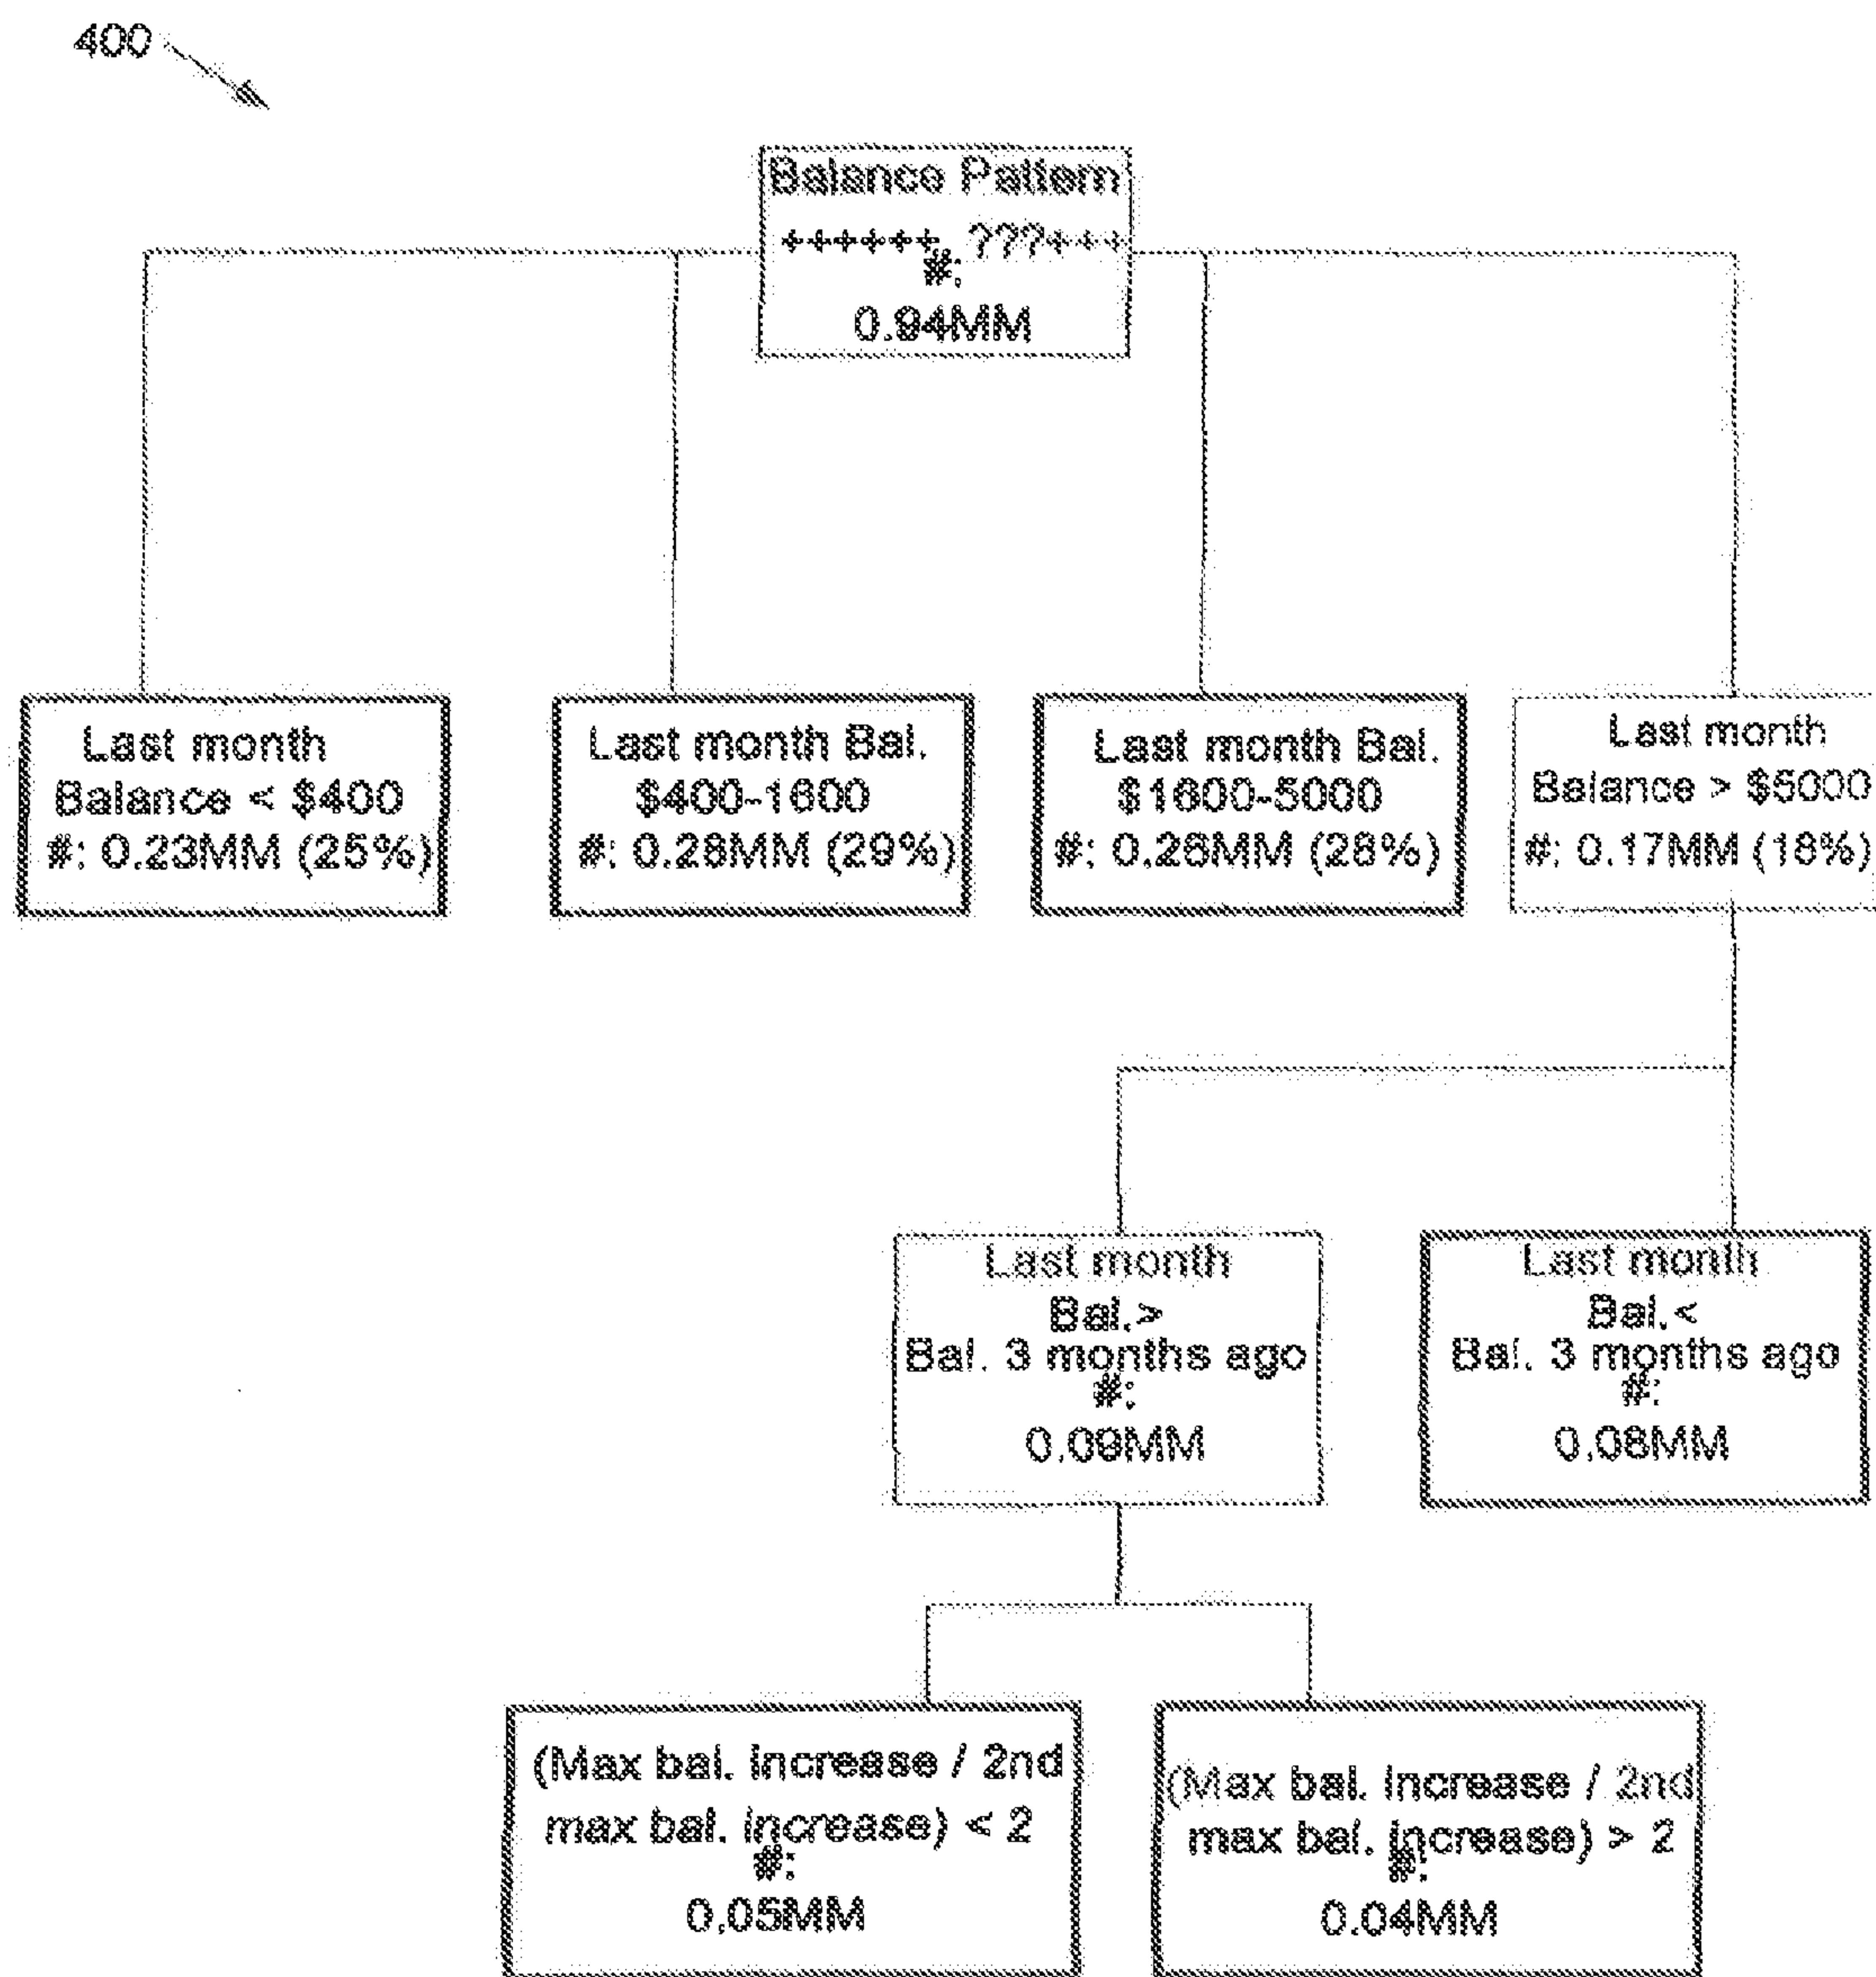 400
Balance Pattern
++++++, ???+++
#:
0.94MM
Last month
Balance < $400
#: 0.23MM (25%)
Last month Bal.
$400-1600
#: 0.28MM (29%)
Last month Bal.
$1600-5000
#: 0.26MM (28%)
Last month
Balance > $5000
#: 0.17MM (18%)
Last month
Bal.>
Bal. 3 months ago
#:
0.09MM
Last month
Bal.<
Bal. 3 months ago
#:
0.08MM
(Max bal. increase / 2nd
max bal. increase) < 2
#:
0.05MM
(Max bal. increase / 2nd
max bal. increase) > 2
#:
0.04MM